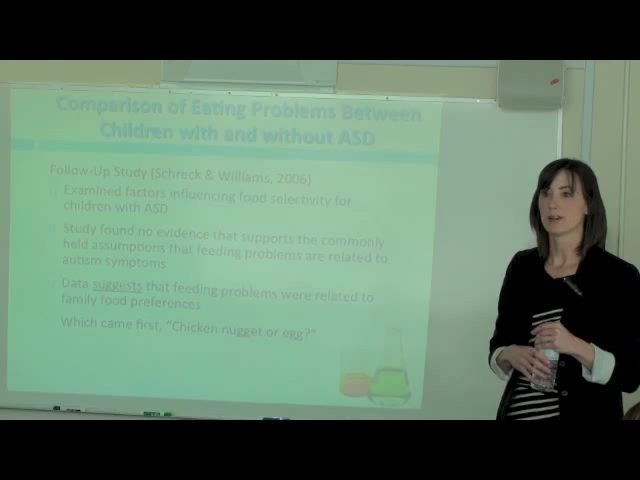 Comparison of Eating Problems Between
Children with and without ASD
Follow-Up Study (Schreck & Williams, 2006)
Examined factors influencing food selectivity for
children with ASD
Study found no evidence that supports the commonly
held assumptions that feeding problems are related to
autism symptoms
Data suggests that feeding problems were related to
family food preferences
Which came first, "Chicken nugget or egg?"